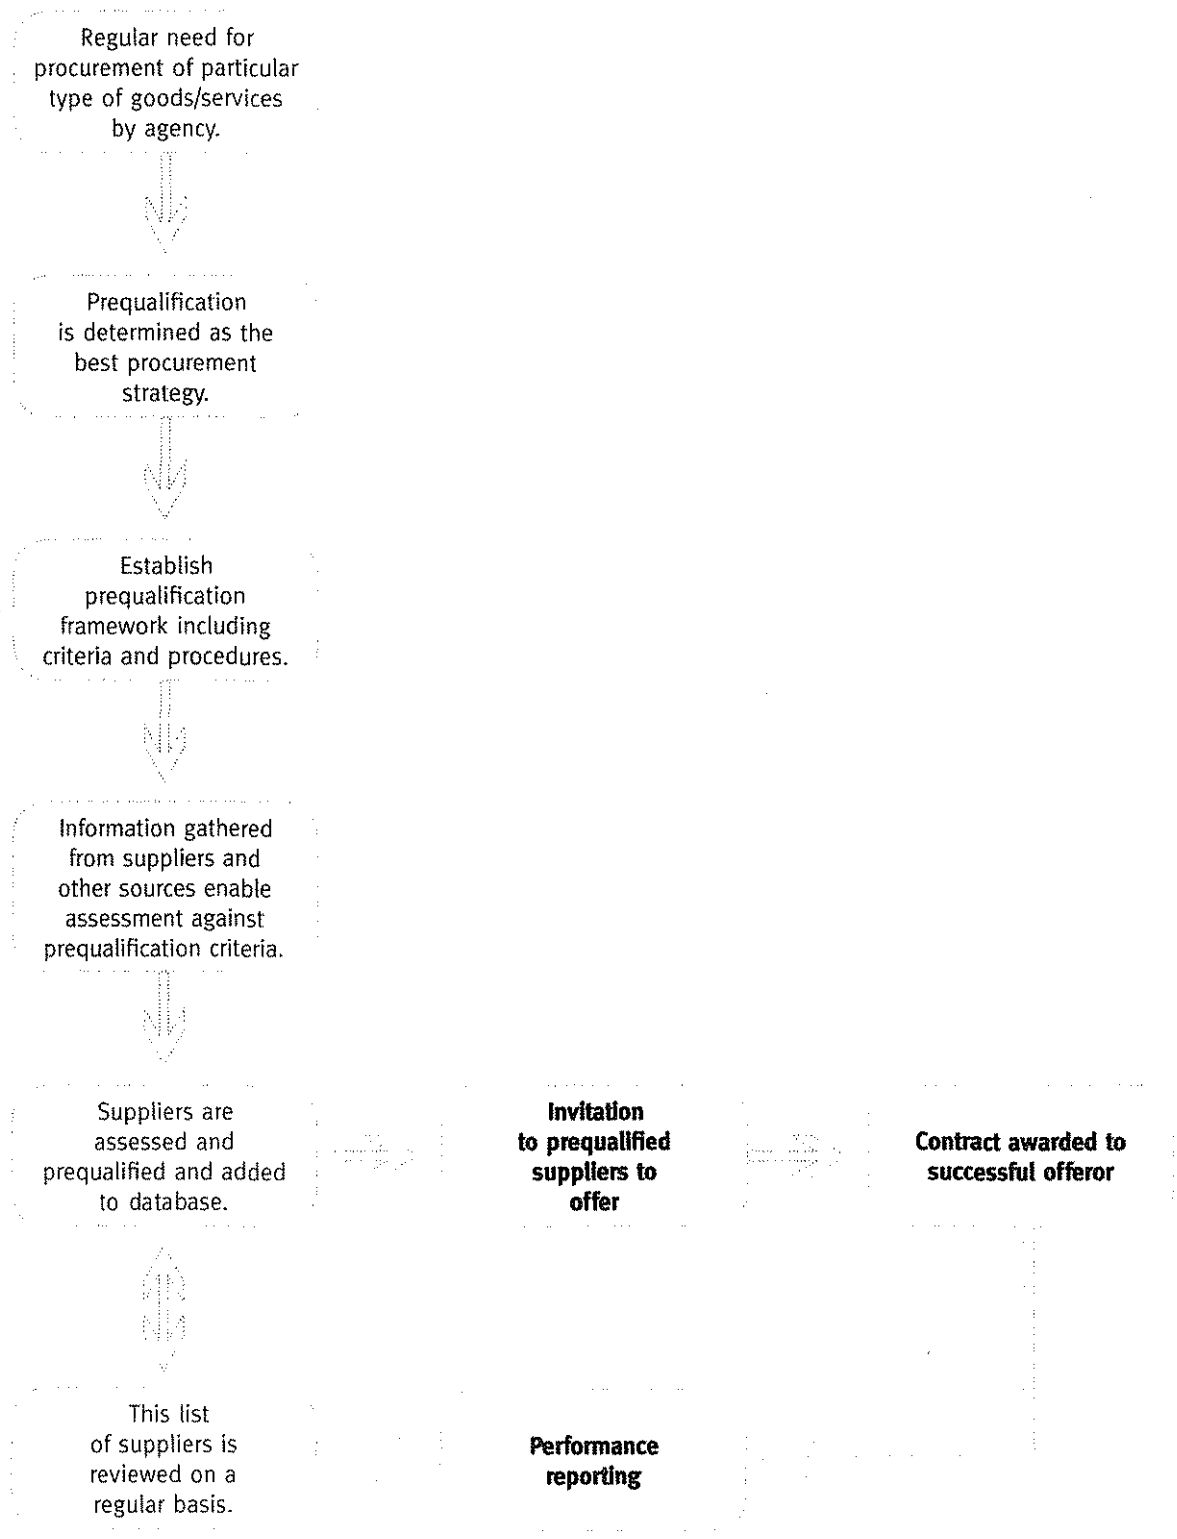 Regular need for
procurement of particular
type of goods/services
by agency.
Prequalification
is determined as the
best procurement
strategy.
Establish
prequalification
framework including
criteria and procedures.
Information gathered
from suppliers and
other sources enable
assessment against
prequalification criteria.
Suppliers are
assessed and
prequalified and added
to database.
Invitation
to prequalified
suppliers to
offer
Contract awarded to
successful offeror
This list
of suppliers is
reviewed on a
regular basis.
Performance
reporting